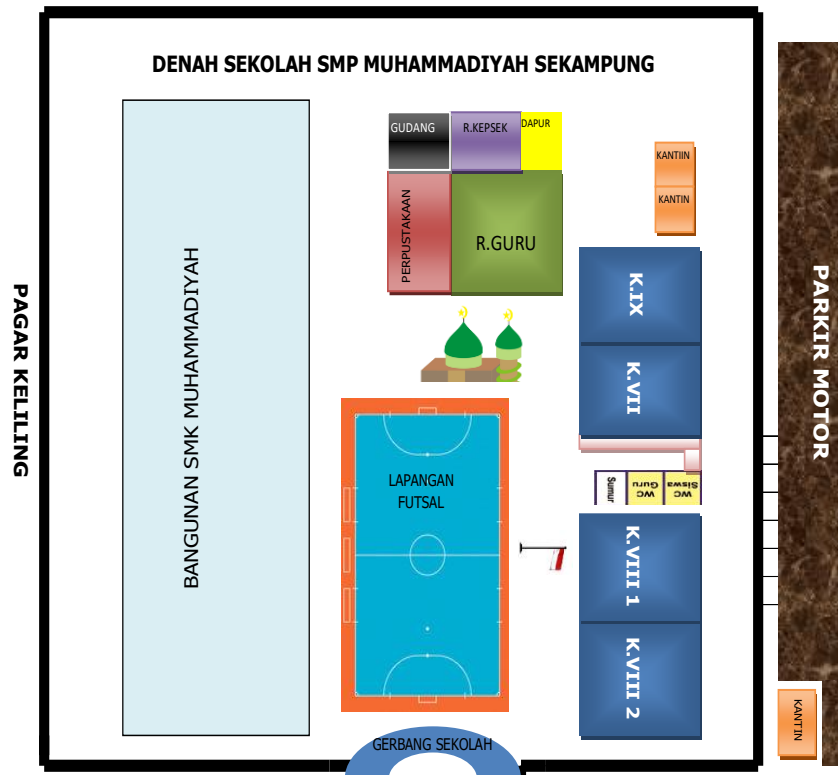 DENAH SEKOLAH SMP MUHAMMADIYAH SEKAMPUNG
GUDANG
R.KEPSEK
DAPUR
KANTIIN
KANTIN
PERPUSTAKAAN
R.GURU
K.IX
K.VII
PAGAR KELILING
BANGUNAN SMK MUHAMMADIYAH
PARKIR MOTOR
LAPANGAN
FUTSAL
Sumur
WC
Guru
WC
Siswa
K.VIII 1
K.VIII 2
KANTIN
GERBANG SEKOLAH